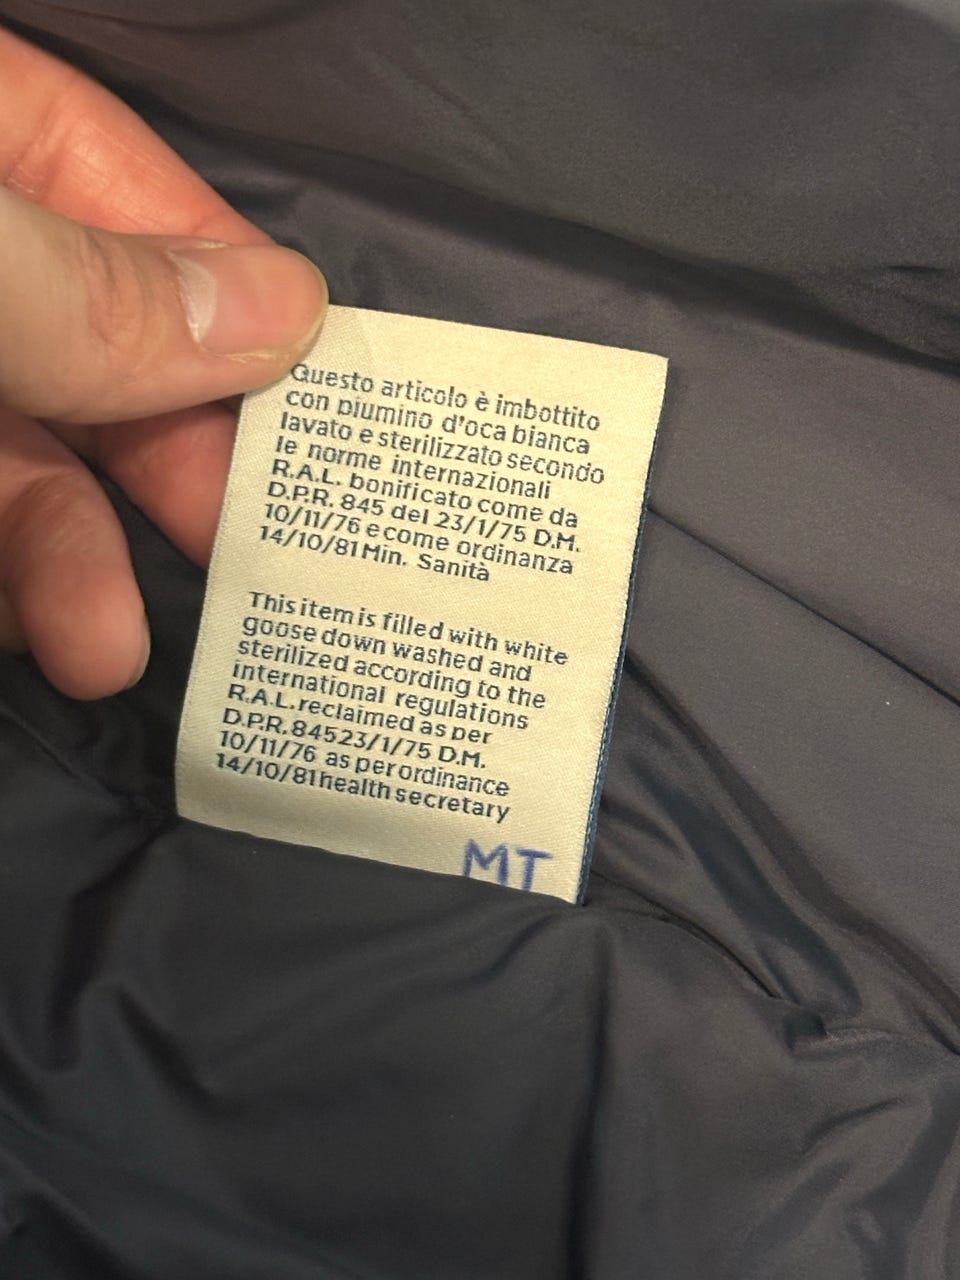 Questo articolo è imbottito
con piumino d'oca bianca
lavato e sterilizzato secondo
le norme internazionali
R.A.L. bonificato come da
D.P.R. 845 del 23/1/75 D.M.
10/11/76 e come ordinanza
14/10/81 Min. Sanità
This item is filled with white
goose down washed and
sterilized according to the
international regulations
R.A.L. reclaimed as per
D.P.R. 845 23/1/75 D.M.
10/11/76 as per ordinance
14/10/81 health secretary
MT